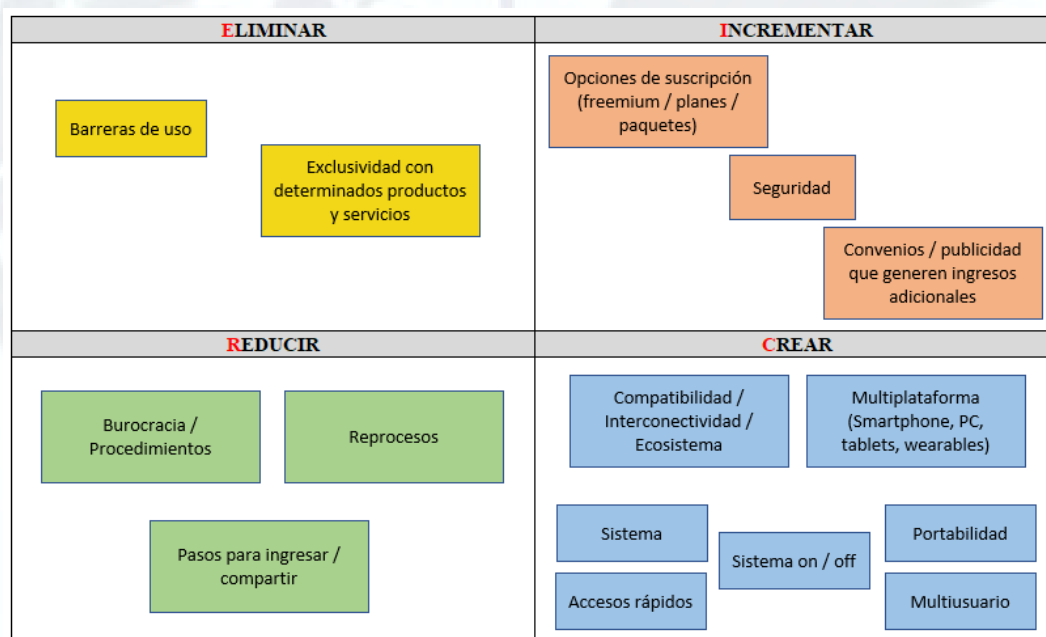 ELIMINAR
Barreras de uso
Exclusividad con
determinados productos
y servicios
INCREMENTAR
Opciones de suscripción
(freemium / planes /
paquetes)
Seguridad
Convenios / publicidad
que generen ingresos
adicionales
REDUCIR
Burocracia /
Procedimientos
Reprocesos
Pasos para ingresar /
compartir
CREAR
Compatibilidad /
Interconectividad /
Ecosistema
Multiplataforma
(Smartphone, PC,
tablets, wearables)
Sistema
Sistema on / off
Portabilidad
Accesos rápidos
Multiusuario